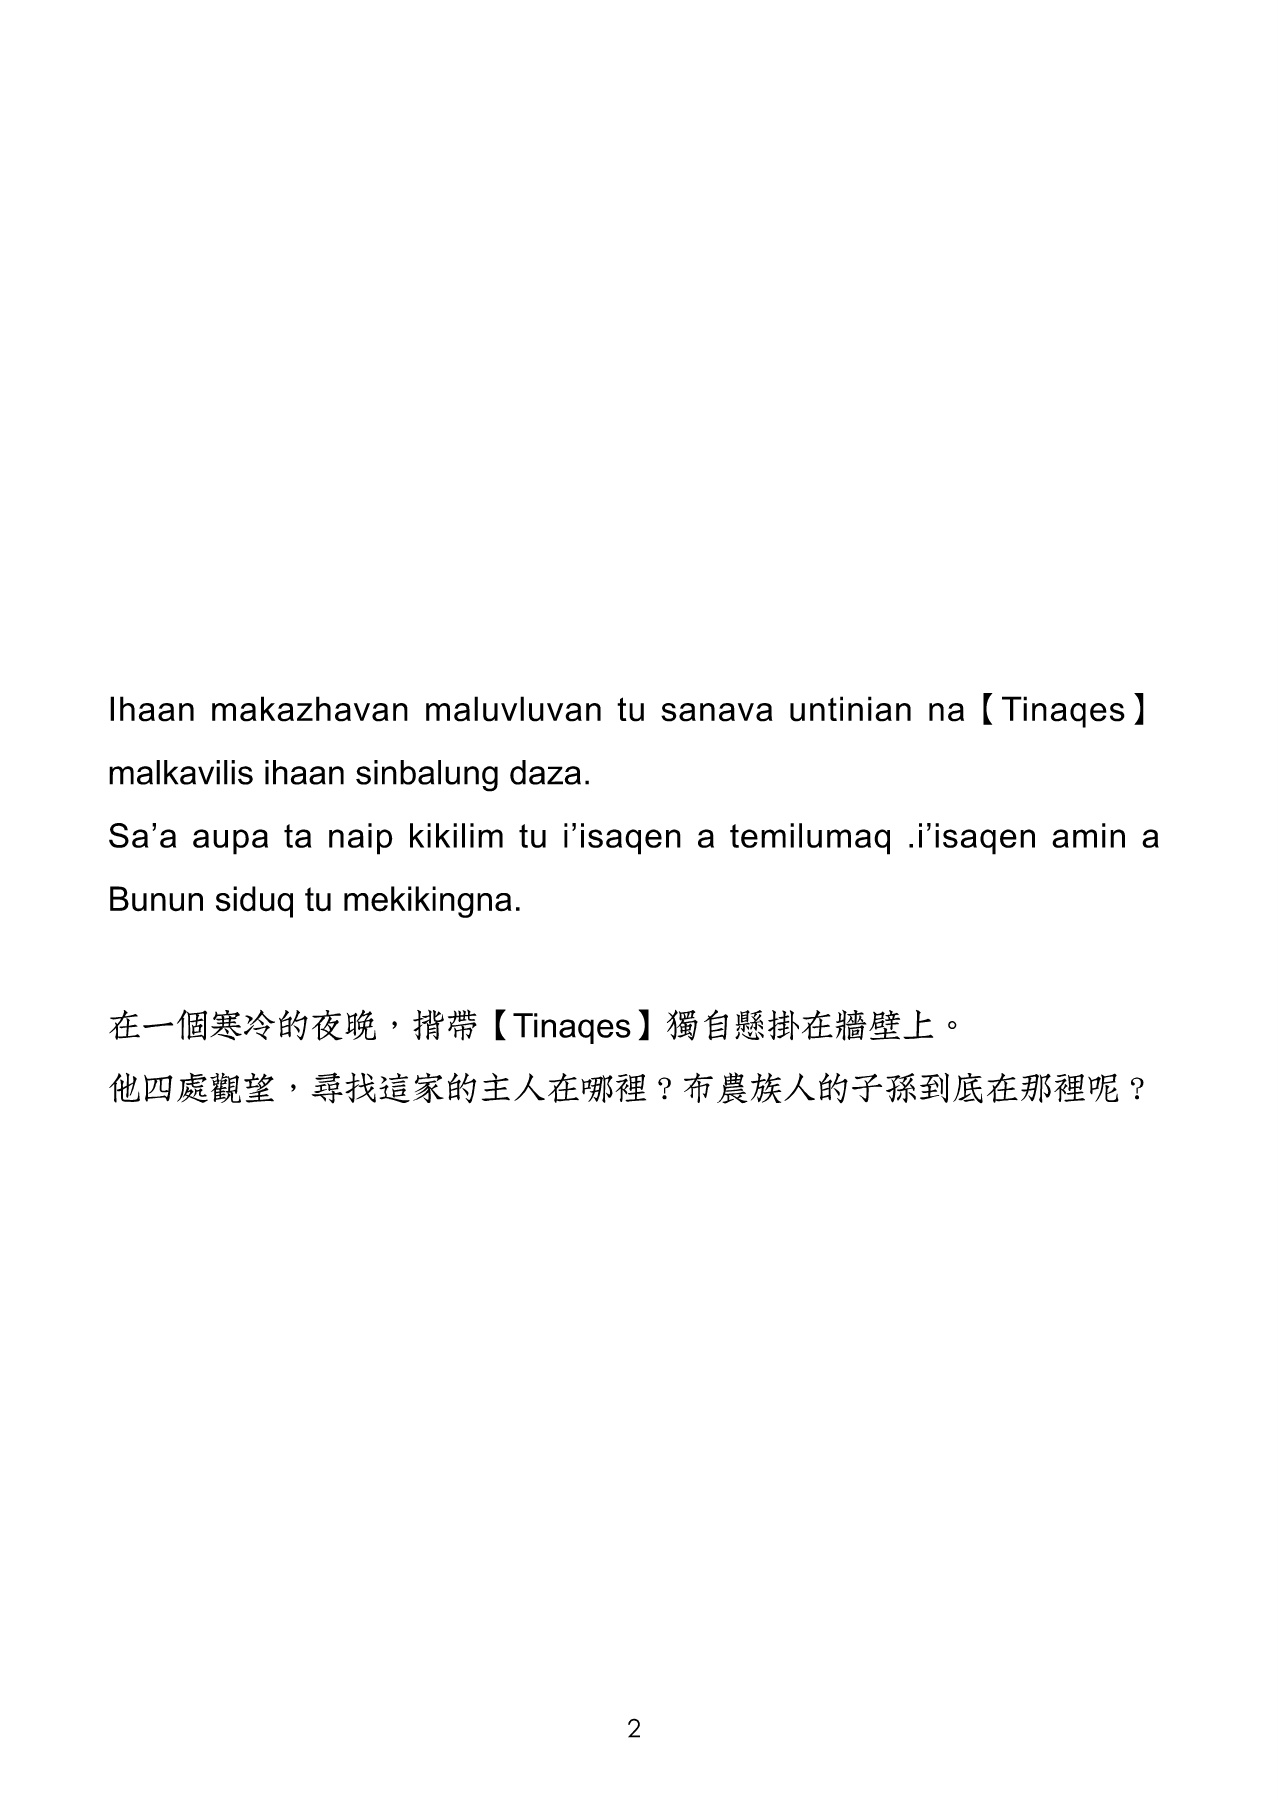 Ihaan makazhavan maluvluvan tu sanava untinian na【Tinaqes】
malkavilis ihaan sinbalung daza.
Sa’a aupa ta naip kikilim tu i’isaqen a temilumaq .i’isaqen amin a
Bunun siduq tu mekikingna.
在一個寒冷的夜晚，揹帶【Tinaqes】獨自懸掛在牆壁上。
他四處觀望，尋找這家的主人在哪裡？布農族人的子孫到底在那裡呢？
2